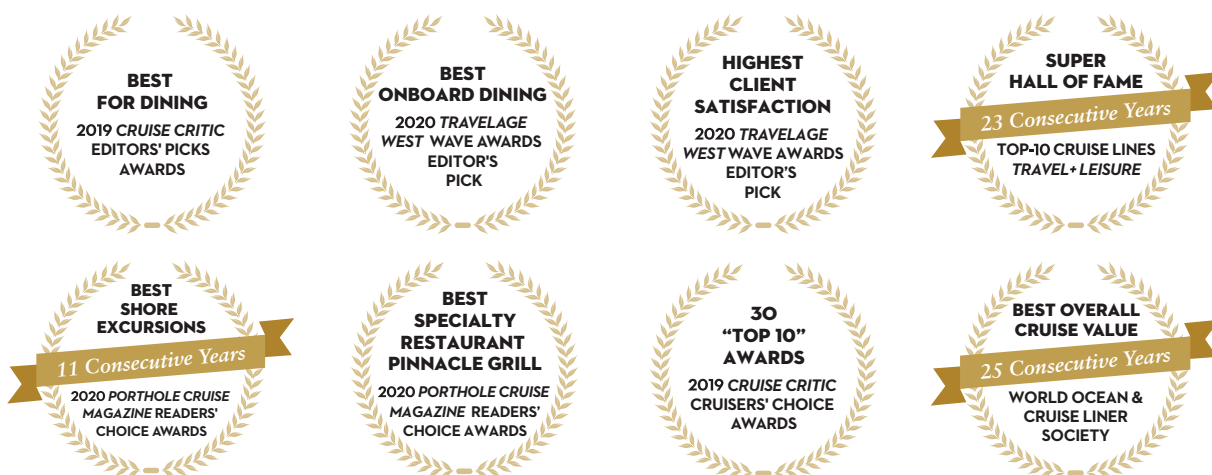 BEST
FOR DINING
2019 CRUISE CRITIC
EDITORS' PICKS
AWARDS
BEST
ONBOARD DINING
2020 TRAVELAGE
WEST WAVE AWARDS
EDITOR'S
PICK
HIGHEST
CLIENT
SATISFACTION
2020 TRAVELAGE
WEST WAVE AWARDS
EDITOR’S
PICK
SUPER
HALL OF FAME
23 Consecutive Years
TOP-10 CRUISE LINES
TRAVEL+ LEISURE
BEST
SHORE
EXCURSIONS
11 Consecutive Years
2020 PORTHOLE CRUISE
MAGAZINE READERS'
CHOICE AWARDS
BEST
SPECIALTY
RESTAURANT
PINNACLE GRILL
2020 PORTHOLE CRUISE
MAGAZINE READERS’
CHOICE AWARDS
30
“TOP 10”
AWARDS
2019 CRUISE CRITIC
CRUISERS' CHOICE
AWARDS
BEST OVERALL
CRUISE VALUE
25 Consecutive Years
WORLD OCEAN &
CRUISE LINER
SOCIETY